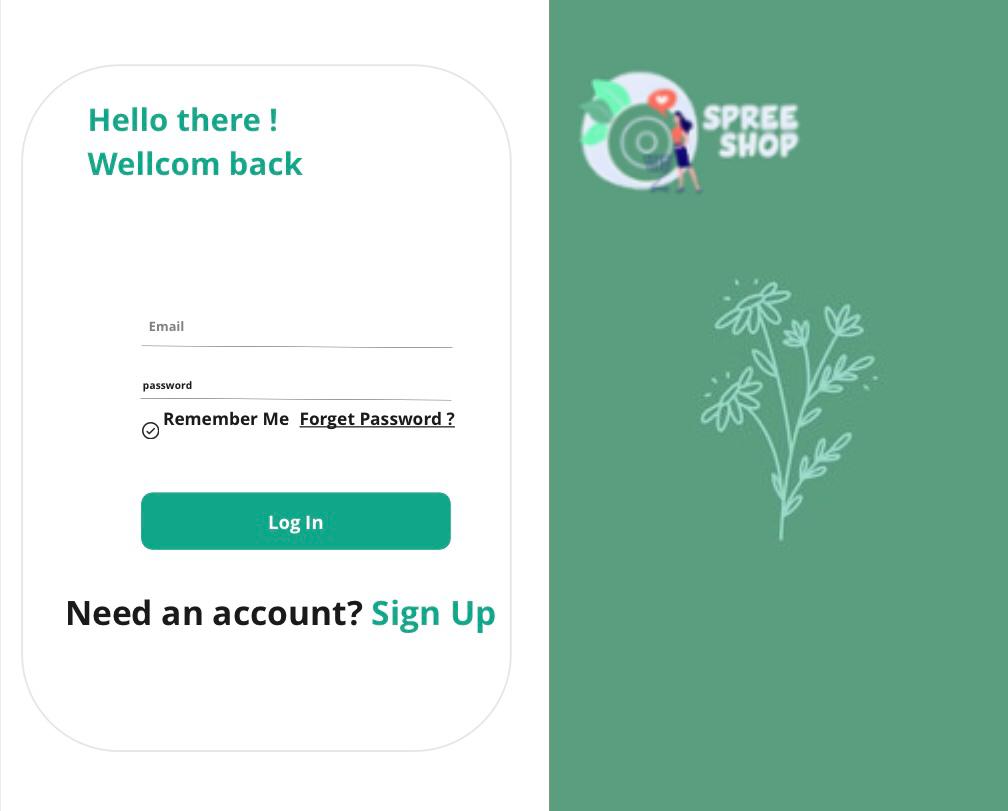 Hello there !
Wellcom back
Email
password
Remember Me Forget Password ?
Log In
Need an account? Sign Up
SPREE
SHOP